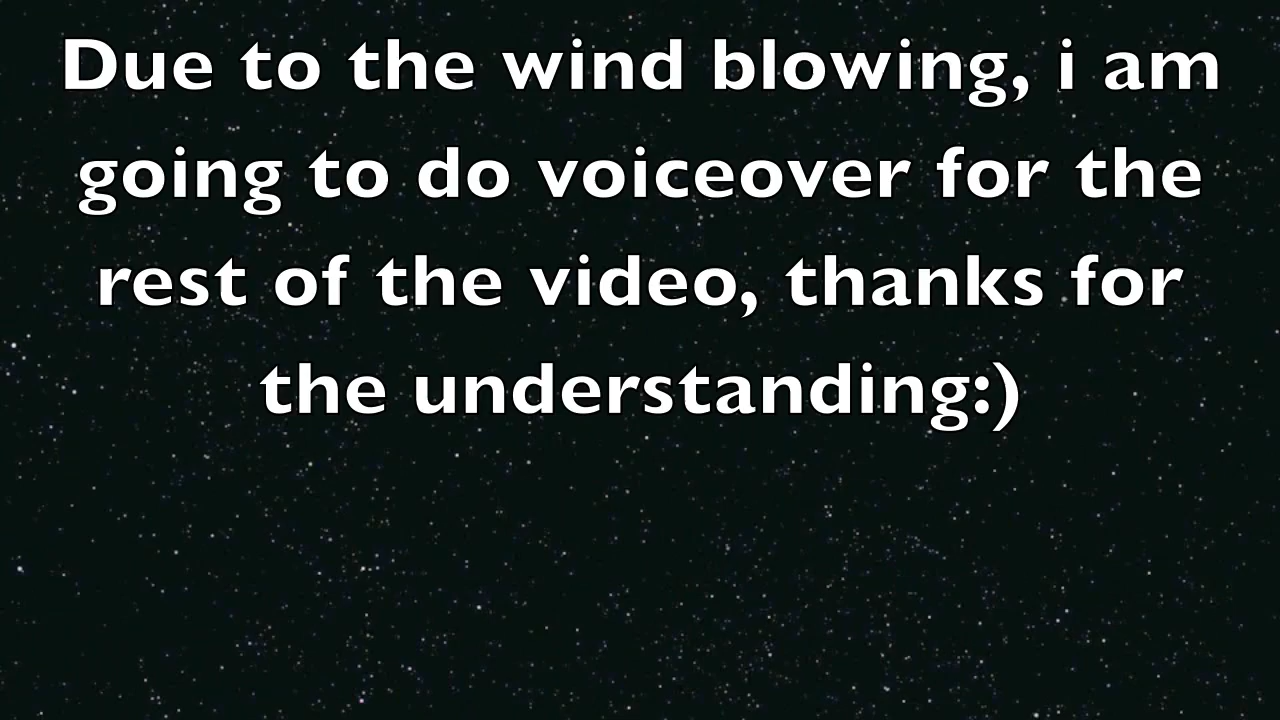 Due to the wind blowing, i am
going to do voiceover for the
rest of the video, thanks for
the understanding:)